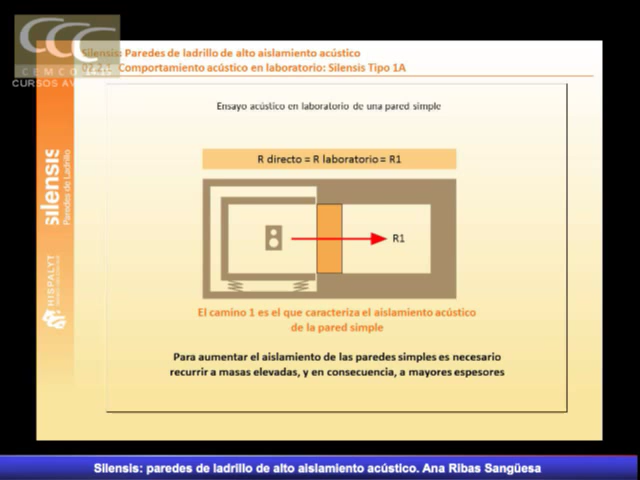 CCC
CEMCO
CURSOS AV
Silensis: Paredes de ladrillo de alto aislamiento acústico
Comportamiento acústico en laboratorio: Silensis Tipo 1A
Ensayo acústico en laboratorio de una pared simple
R directo = R laboratorio = R1
R1
El camino 1 es el que caracteriza el aislamiento acústico
de la pared simple
Para aumentar el aislamiento de las paredes simples es necesario
recurrir a masas elevadas, y en consecuencia, a mayores espesores
silensis
Paredes de Ladrillo
HISPALYT
Silensis: paredes de ladrillo de alto aislamiento acústico. Ana Ribas Sangüesa